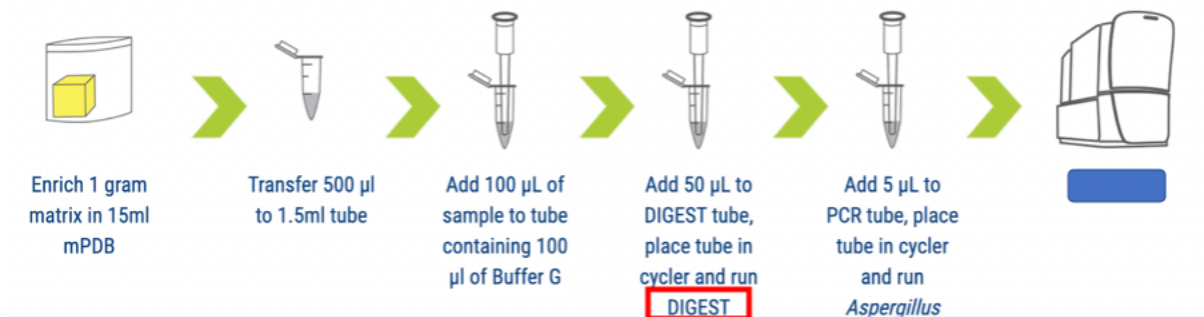 Enrich 1 gram
matrix in 15ml
mPDB
Transfer 500 µl
to 1.5ml tube
Add 100 µL of
sample to tube
containing 100
µl of Buffer G
Add 50 µL to
DIGEST tube,
place tube in
cycler and run
DIGEST
Add 5 µL to
PCR tube, place
tube in cycler
and run
Aspergillus